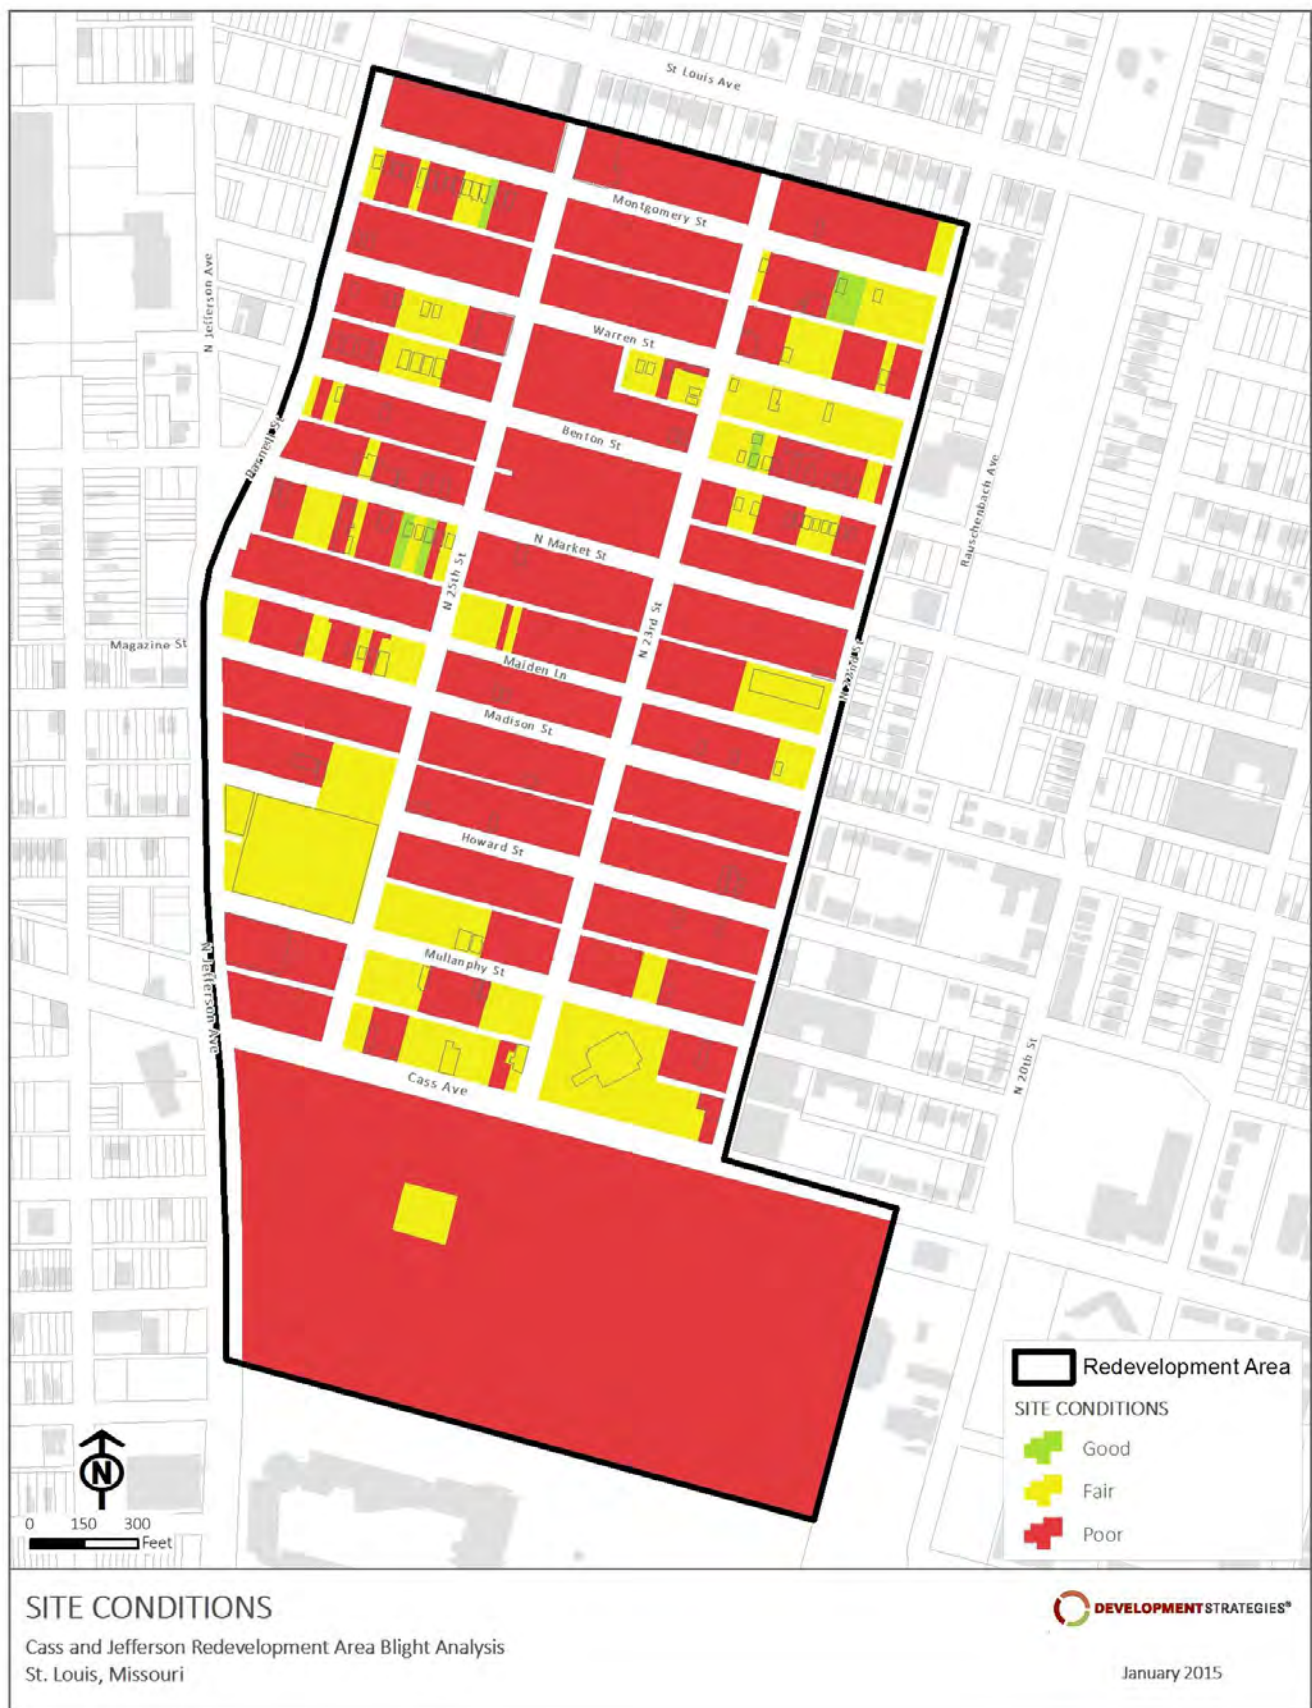 St Louis Ave
Montgomery St
N Jefferson Ave
Warren St
Benton St
Rauschenbach Ave
N Market St
N 25th St
N 23rd St
Magazine St
Maiden Ln
Madison St
Howard St
Mullanphy St
N Jefferson Ave
N 20th St
Cass Ave
Redevelopment Area
SITE CONDITIONS
Good
Fair
Poor
N
0 150 300
Feet
SITE CONDITIONS
Cass and Jefferson Redevelopment Area Blight Analysis
St. Louis, Missouri
DEVELOPMENTSTRATEGIES®
January 2015